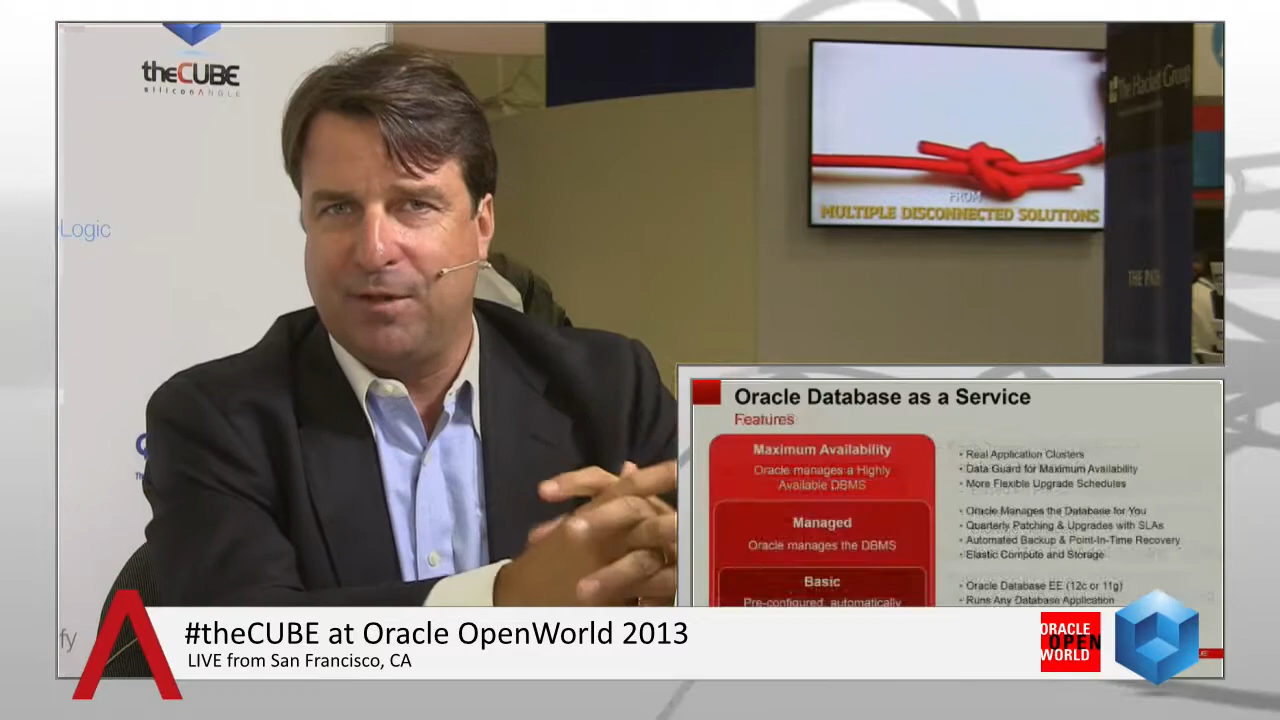 theCUBE
siliconANGLE
Logic
The Hackett Group
FROM
MULTIPLE DISCONNECTED SOLUTIONS
THE PATH
Oracle Database as a Service
Features
Maximum Availability
Oracle manages a Highly
Available DBMS
• Real Application Clusters
• Data Guard for Maximum Availability
• More Flexible Upgrade Schedules
Managed
Oracle manages the DBMS
• Oracle Manages the Database for You
• Quarterly Patching & Upgrades with SLAs
• Automated Backup & Point-In-Time Recovery
• Elastic Compute and Storage
Basic
Pre-configured, automatically
• Oracle Database EE (12c or 11g)
• Runs Any Database Application
fy
#theCUBE at Oracle OpenWorld 2013
LIVE from San Francisco, CA
ORACLE
OPEN
WORLD